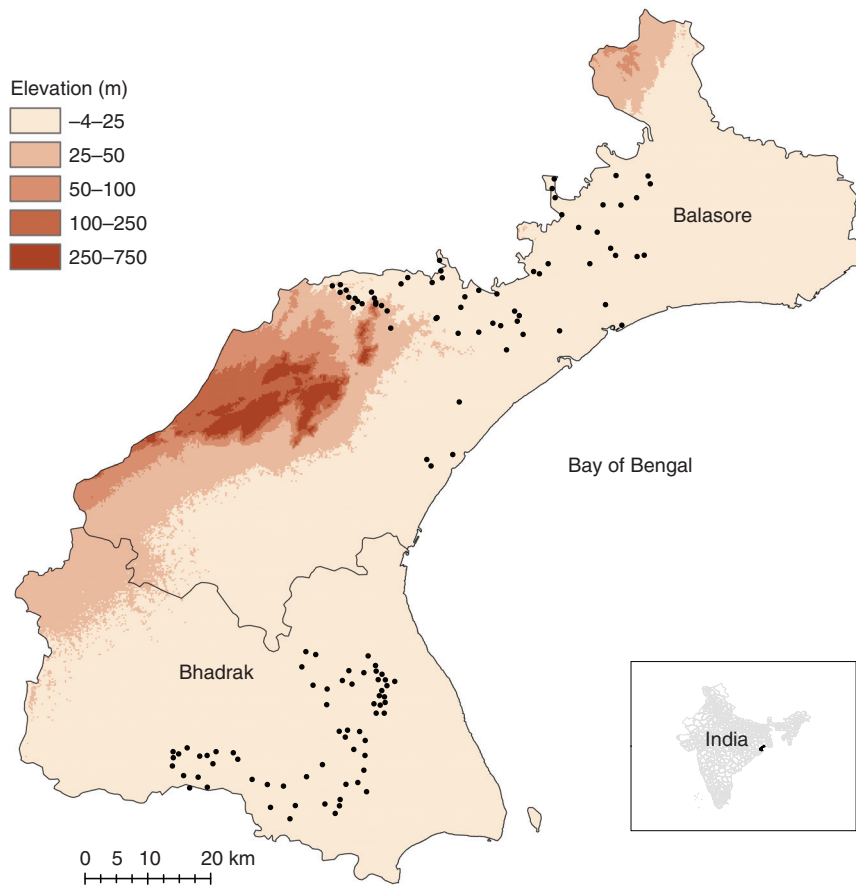 Elevation (m)
–4–25
25–50
50–100
100–250
250–750
Balasore
Bay of Bengal
Bhadrak
India
0 5 10 20 km